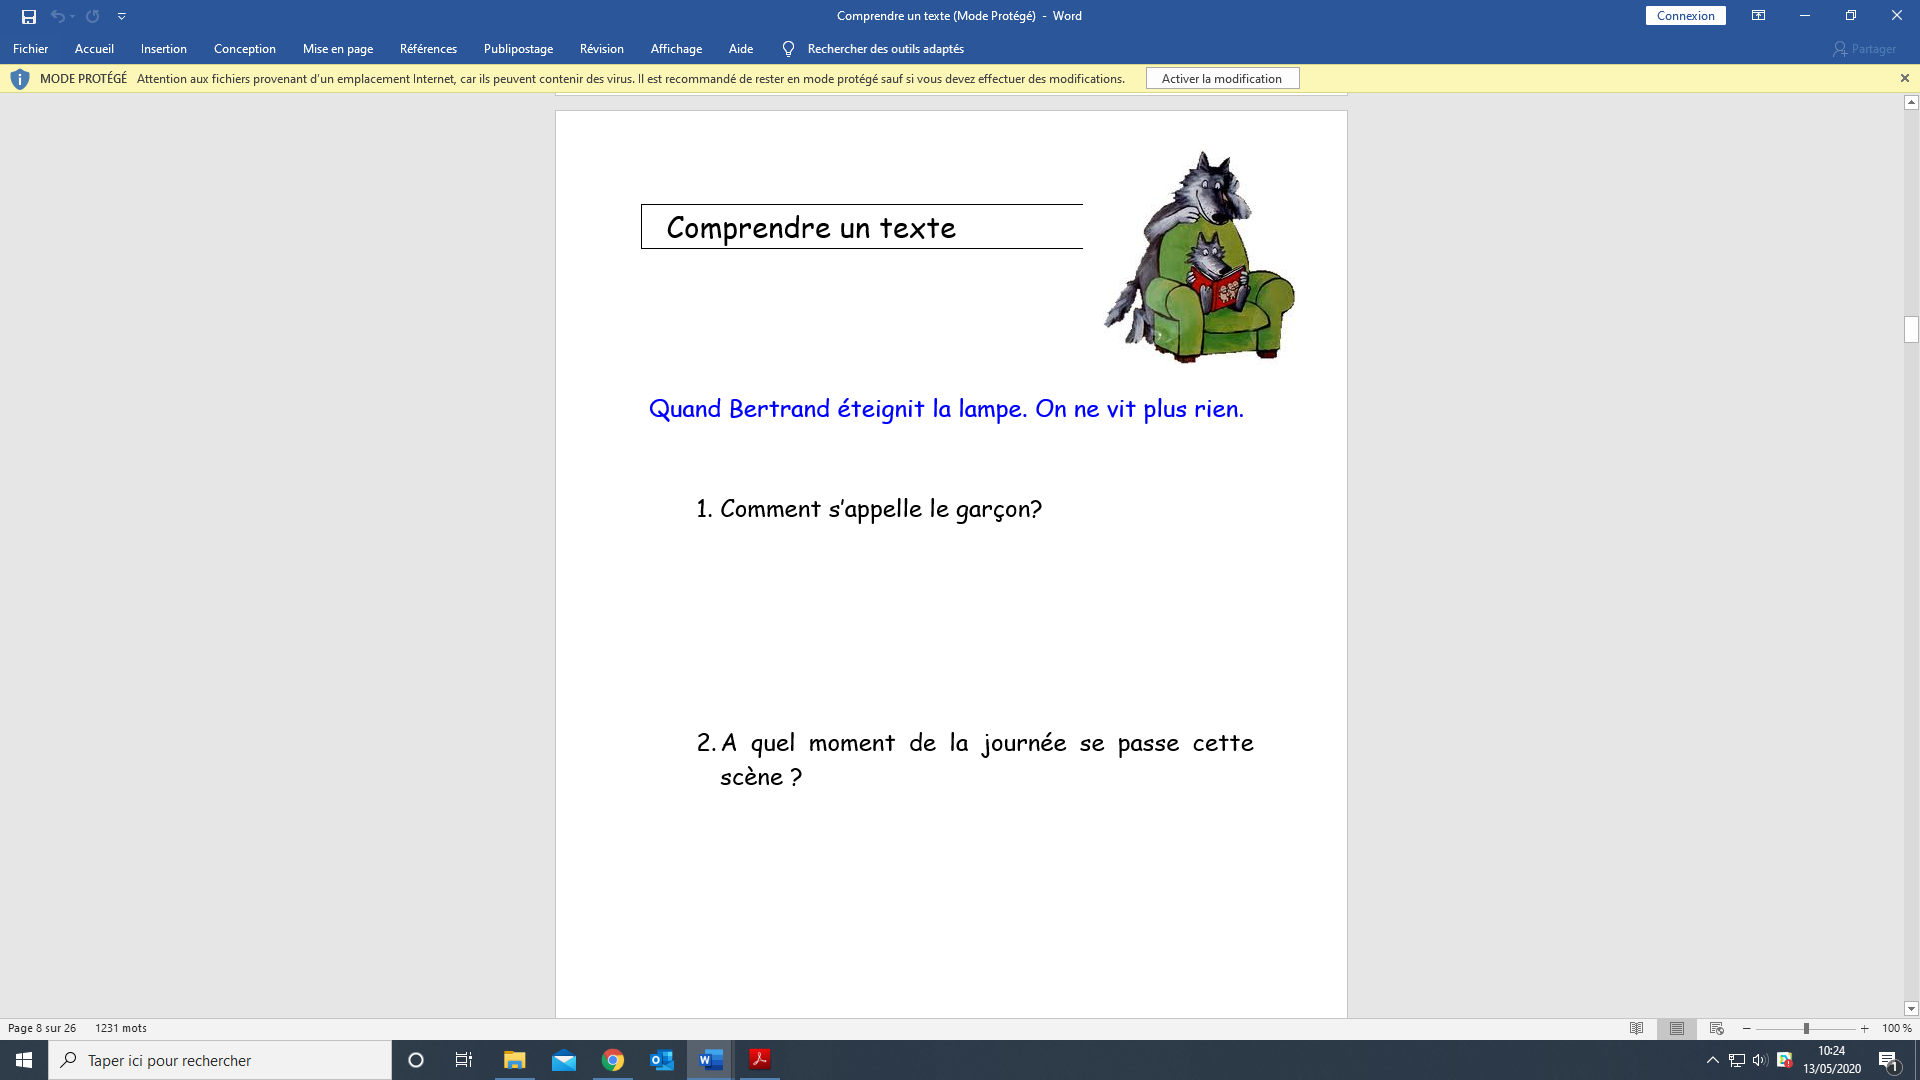 Comprendre un texte (Mode Protégé) - Word
Connexion
Fichier Accueil Insertion Conception Mise en page Références Publipostage Révision Affichage Aide Rechercher des outils adaptés Partager
MODE PROTÉGÉ Attention aux fichiers provenant d'un emplacement Internet, car ils peuvent contenir des virus. Il est recommandé de rester en mode protégé sauf si vous devez effectuer des modifications. Activer la modification
Comprendre un texte
Quand Bertrand éteignit la lampe. On ne vit plus rien.
1. Comment s'appelle le garçon?
2. A quel moment de la journée se passe cette
scène ?
Page 8 sur 26 1231 mots 100 %
Taper ici pour rechercher
10:24
13/05/2020
1